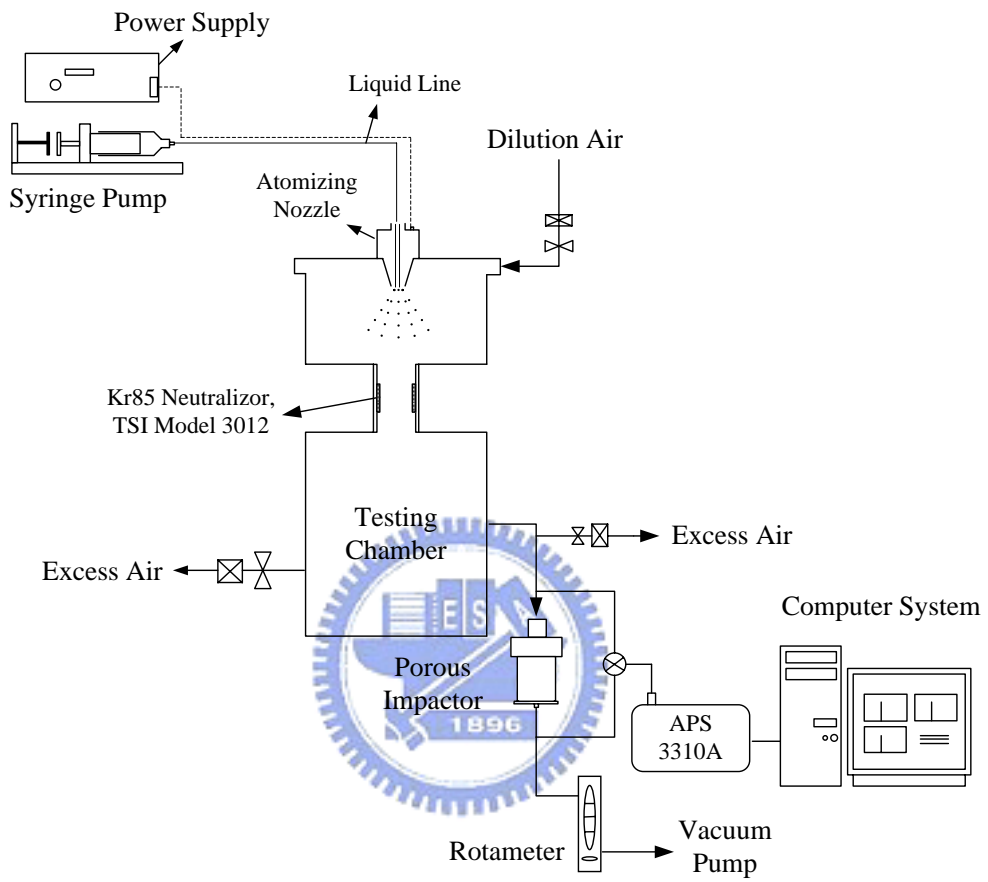 Power Supply
Liquid Line
Dilution Air
Syringe Pump
Atomizing
Nozzle
Kr85 Neutralizor,
TSI Model 3012
Testing
Chamber
Excess Air
Excess Air
Computer System
E S A
Porous
Impactor
1896
APS
3310A
Rotameter
Vacuum
Pump